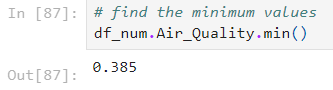 In [87]: # find the minimum values
df_num.Air_Quality.min()
Out[87]: 0.385